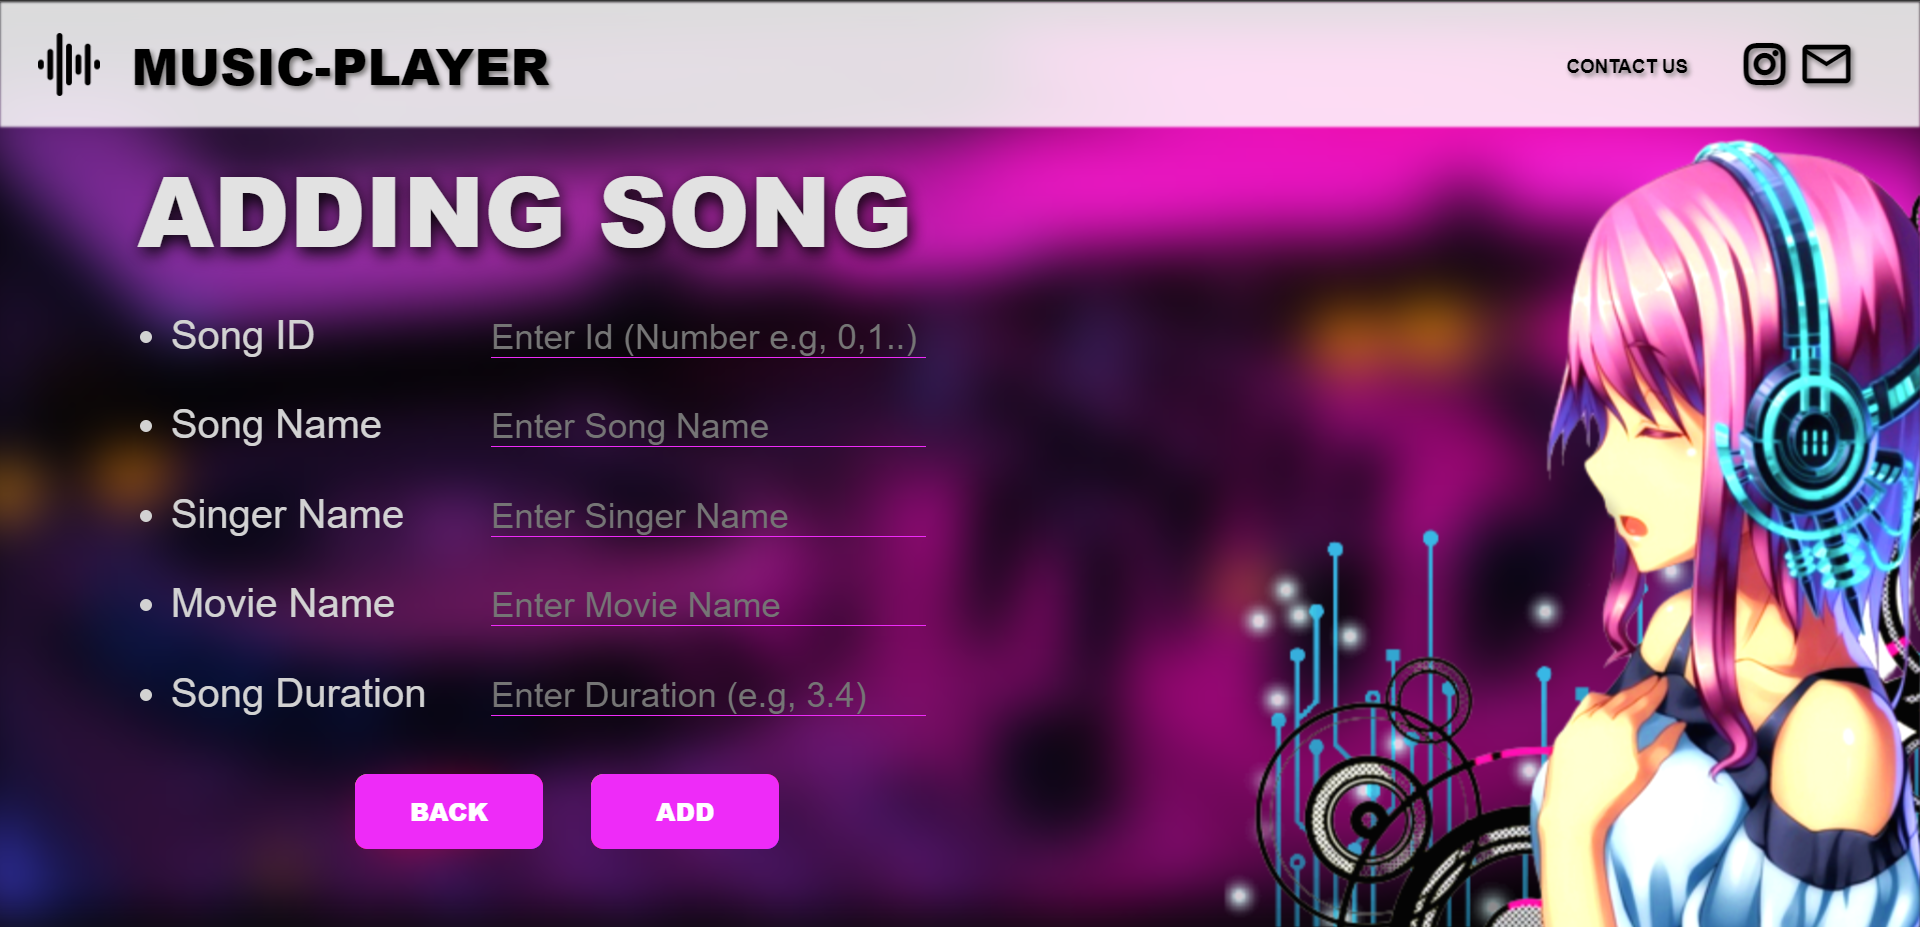 MUSIC-PLAYER
CONTACT US
ADDING SONG
• Song ID Enter Id (Number e.g, 0,1..)
• Song Name Enter Song Name
• Singer Name Enter Singer Name
• Movie Name Enter Movie Name
• Song Duration Enter Duration (e.g, 3.4)
BACK ADD